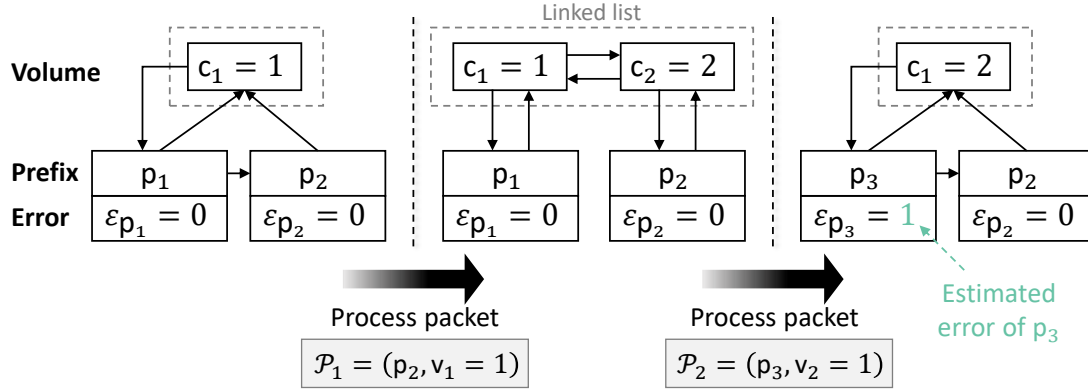 Linked list
Volume
c₁ = 1
c₁ = 1
c₂ = 2
c₁ = 2
Prefix
p₁
p₂
p₁
p₂
p₃
p₂
Error
εp₁ = 0
εp₂ = 0
εp₁ = 0
εp₂ = 0
εp₃ = 1
εp₂ = 0
Process packet
𝒫₁ = (p₂, v₁ = 1)
Process packet
𝒫₂ = (p₃, v₂ = 1)
Estimated
error of p₃